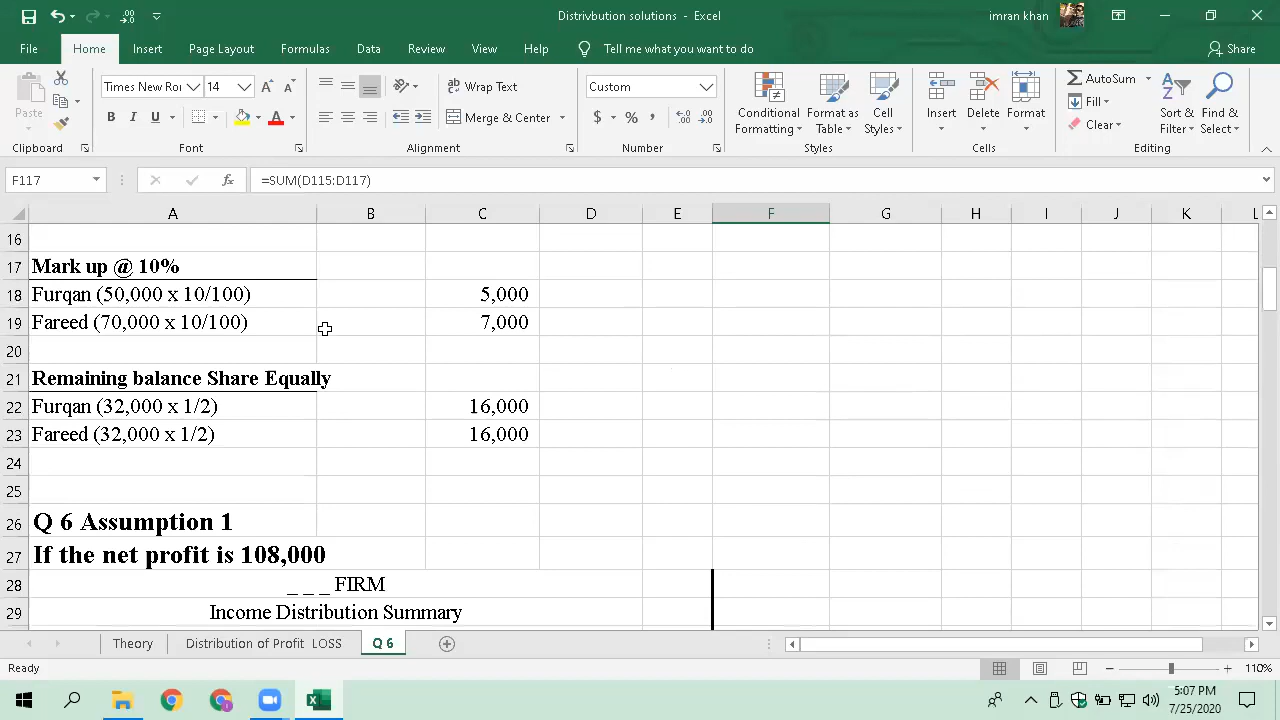 Distrivbution solutions - Excel
imran khan
File Home Insert Page Layout Formulas Data Review View Help Tell me what you want to do Share
Paste
Times New Roi 14
Wrap Text
Custom
AutoSum
Merge & Center
Fill
Clear
Conditional Formatting
Format as Table
Cell Styles
Insert
Delete
Format
Sort & Filter
Find & Select
Clipboard Font Alignment Number Styles Cells Editing
F117 =SUM(D115:D117)
A B C D E F G H I J K L
16
17 Mark up @ 10%
18 Furqan (50,000 x 10/100) 5,000
19 Fareed (70,000 x 10/100) 7,000
20
21 Remaining balance Share Equally
22 Furqan (32,000 x 1/2) 16,000
23 Fareed (32,000 x 1/2) 16,000
24
25
26 Q 6 Assumption 1
27 If the net profit is 108,000
28 _ _ _ FIRM
29 Income Distribution Summary
Theory Distribution of Profit LOSS Q 6
Ready 110%
5:07 PM
7/25/2020